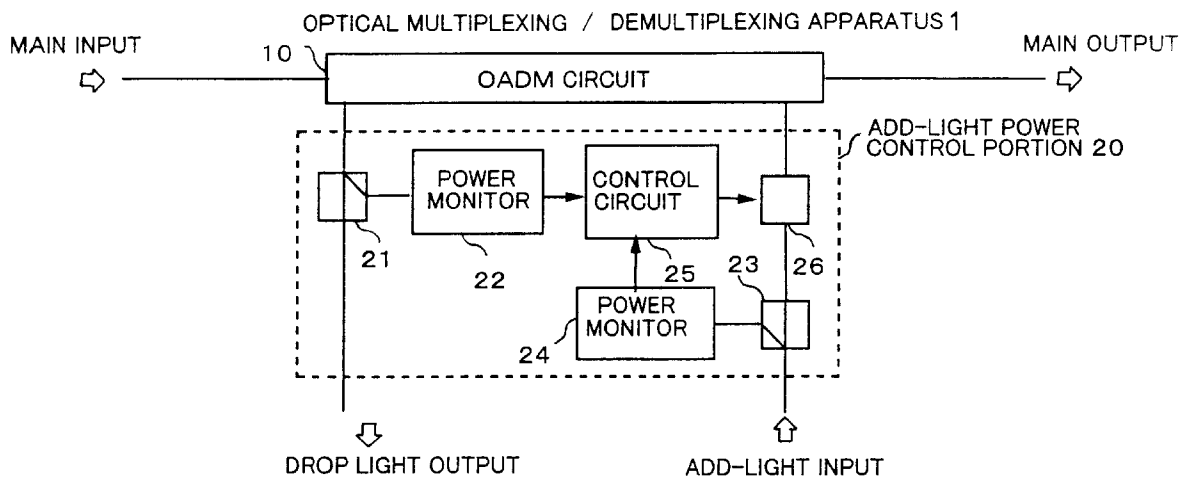 OPTICAL MULTIPLEXING / DEMULTIPLEXING APPARATUS 1
MAIN INPUT
10
MAIN OUTPUT
OADM CIRCUIT
ADD-LIGHT POWER
CONTROL PORTION 20
POWER
MONITOR
CONTROL
CIRCUIT
21
22
25
23
26
POWER
MONITOR
24
DROP LIGHT OUTPUT
ADD-LIGHT INPUT